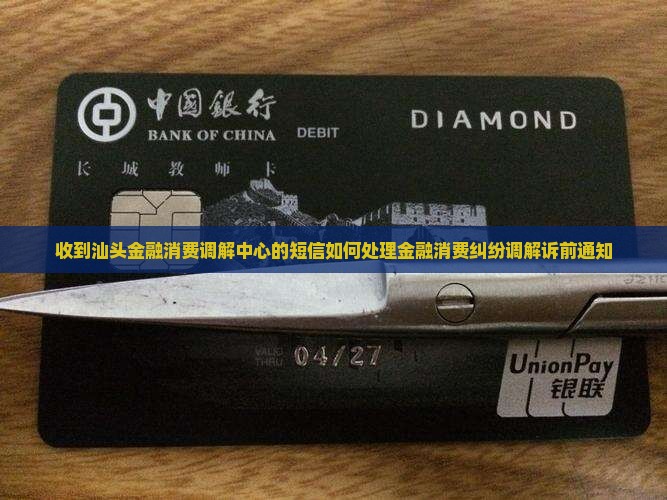 中国银行
BANK OF CHINA
DEBIT
DIAMOND
长城教师卡
收到汕头金融消费调解中心的短信如何处理金融消费纠纷调解诉前通知
VALID
THRU
04/27
UnionPay
银联